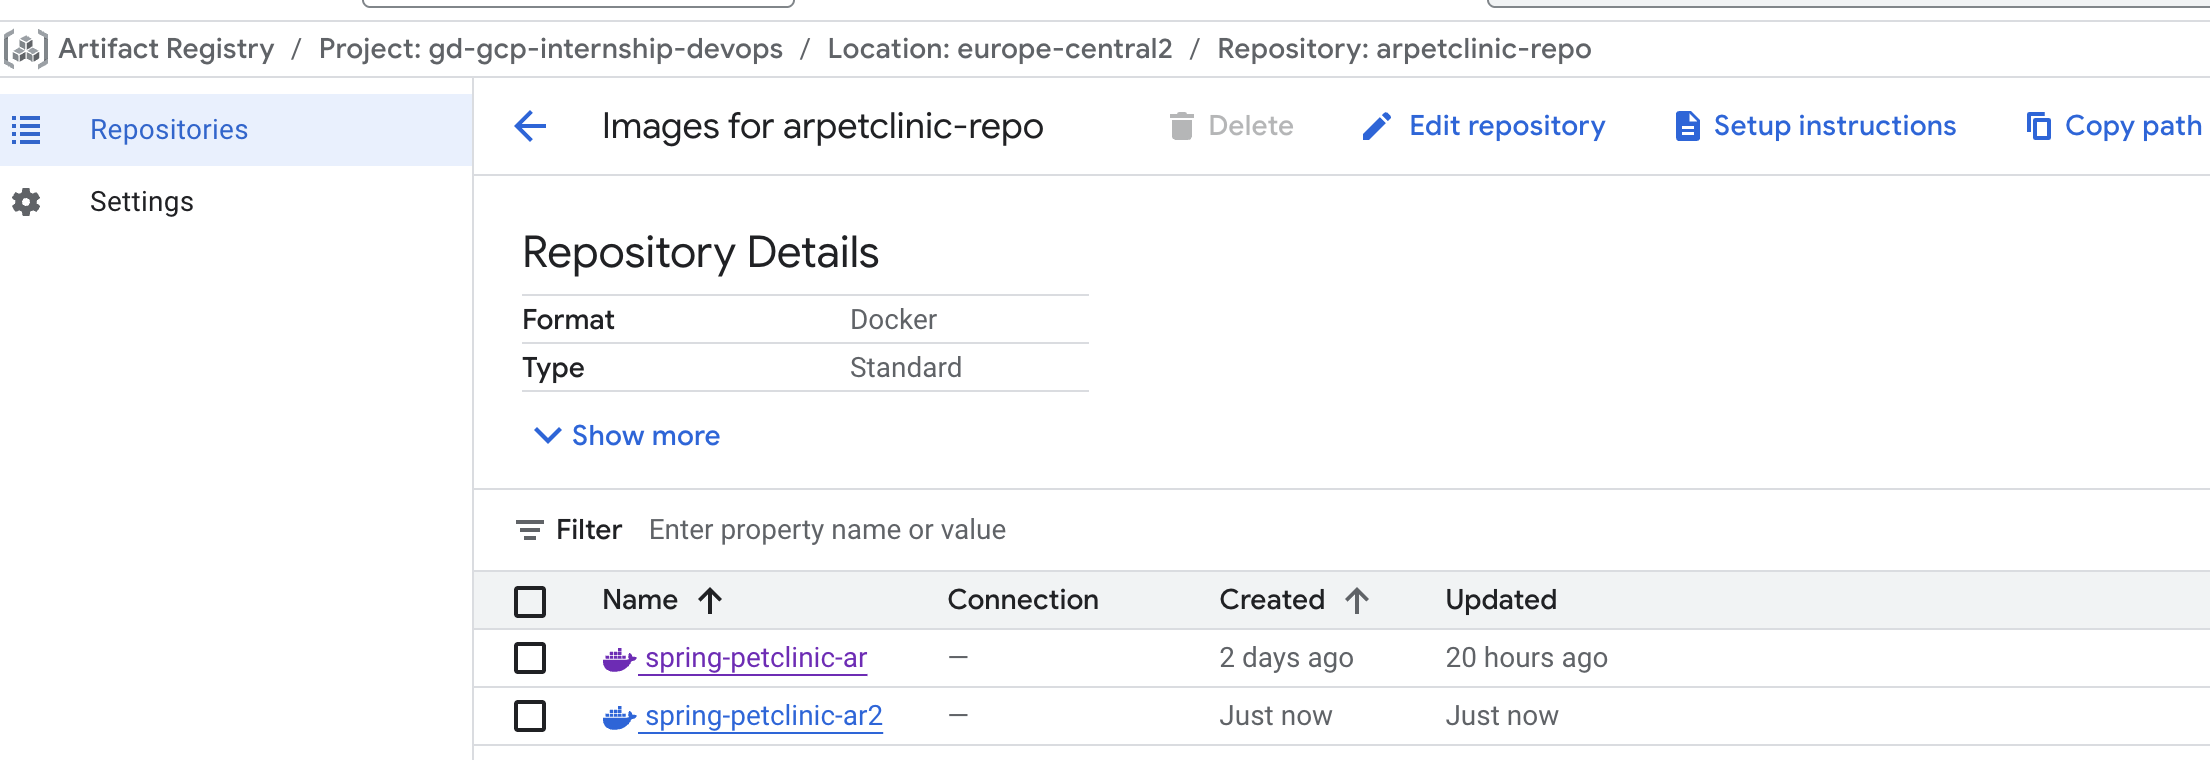 Artifact Registry / Project: gd-gcp-internship-devops / Location: europe-central2 / Repository: arpetclinic-repo
Repositories
Settings
Images for arpetclinic-repo Delete Edit repository Setup instructions Copy path
Repository Details
Format Docker
Type Standard
Show more
Filter Enter property name or value
Name Connection Created Updated
spring-petclinic-ar — 2 days ago 20 hours ago
spring-petclinic-ar2 — Just now Just now